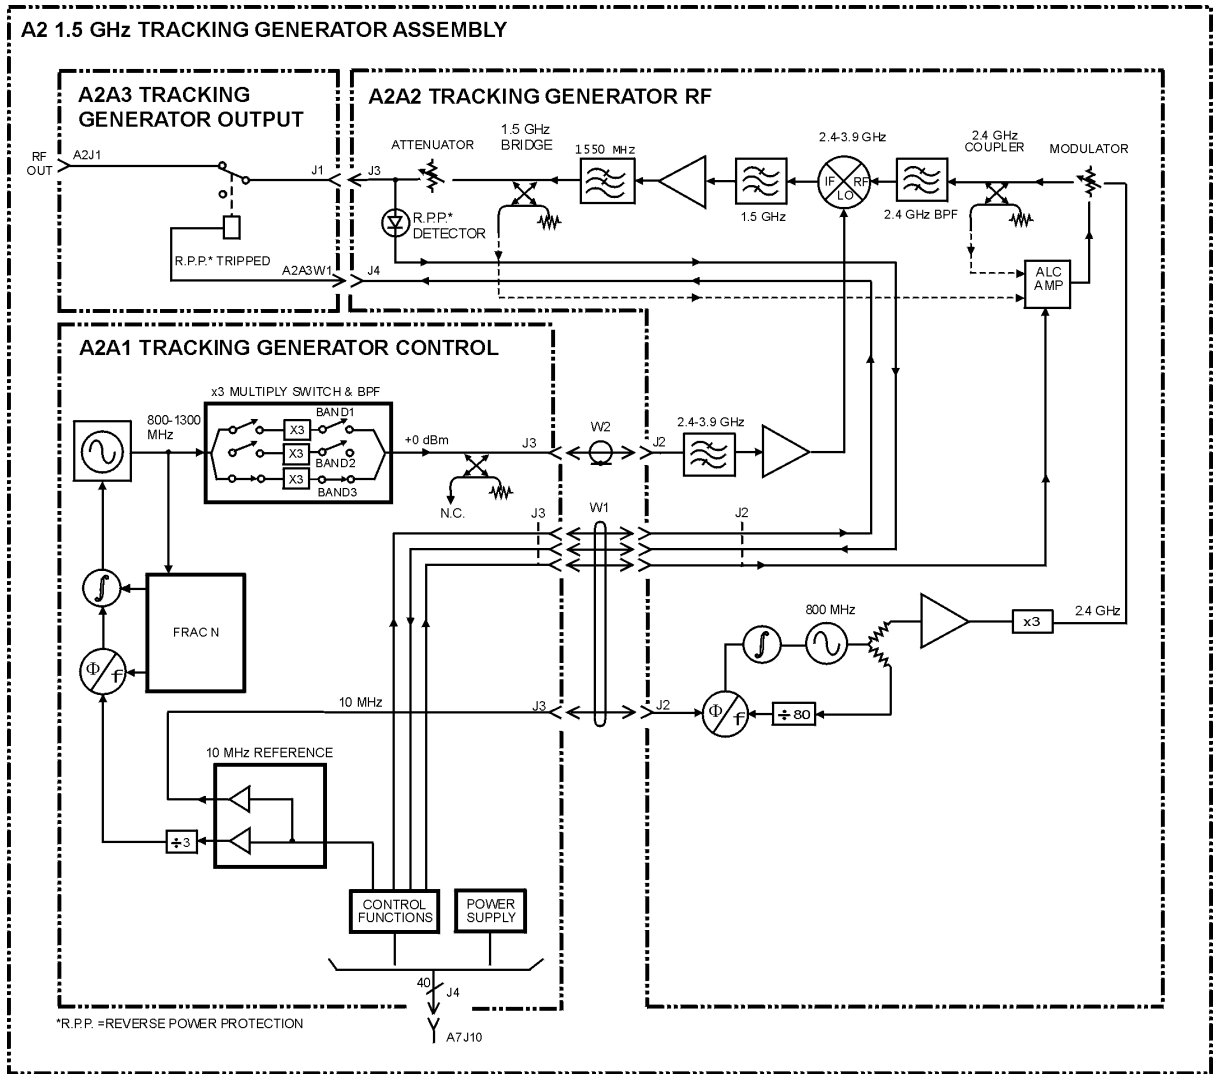 A2 1.5 GHz TRACKING GENERATOR ASSEMBLY
A2A3 TRACKING
GENERATOR OUTPUT
RF
OUT
A2J1
J1
R.P.P.* TRIPPED
A2A3W1
A2A2 TRACKING GENERATOR RF
J3
ATTENUATOR
1.5 GHz
BRIDGE
1550 MHz
1.5 GHz
2.4-3.9 GHz
IF
RF
LO
2.4 GHz BPF
2.4 GHz
COUPLER
MODULATOR
R.P.P.*
DETECTOR
J4
ALC
AMP
A2A1 TRACKING GENERATOR CONTROL
x3 MULTIPLY SWITCH & BPF
800-1300
MHz
BAND1
X3
X3
BAND2
X3
BAND3
+0 dBm
N.C.
J3
W2
J2
2.4-3.9 GHz
J3
W1
J2
FRAC N
Φ
f
800 MHz
x3
2.4 GHz
10 MHz
J3
J2
Φ
f
÷80
10 MHz REFERENCE
÷3
CONTROL
FUNCTIONS
POWER
SUPPLY
40
J4
A7J10
*R.P.P. =REVERSE POWER PROTECTION